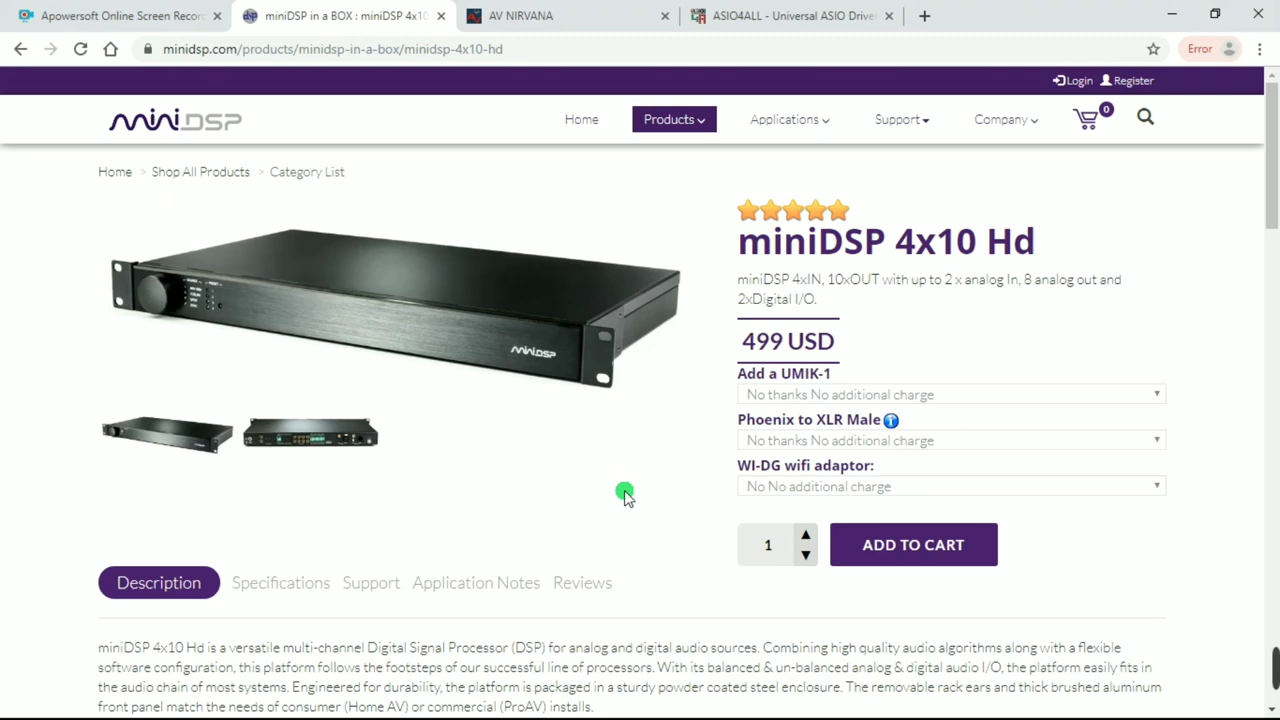 Apowersoft Online Screen Recor
miniDSP in a BOX : miniDSP 4x10
AV NIRVANA
ASIO4ALL - Universal ASIO Drive
minidsp.com/products/minidsp-in-a-box/minidsp-4x10-hd
Error
Login Register
miniDSP
Home Products Applications Support Company 0
Home > Shop All Products > Category List
miniDSP 4x10 Hd
miniDSP 4xIN, 10xOUT with up to 2 x analog In, 8 analog out and
2xDigital I/O.
499 USD
Add a UMIK-1
No thanks No additional charge
Phoenix to XLR Male
No thanks No additional charge
WI-DG wifi adaptor:
No No additional charge
1 ADD TO CART
miniDSP
Description Specifications Support Application Notes Reviews
miniDSP 4x10 Hd is a versatile multi-channel Digital Signal Processor (DSP) for analog and digital audio sources. Combining high quality audio algorithms along with a flexible
software configuration, this platform follows the footsteps of our successful line of processors. With its balanced & un-balanced analog & digital audio I/O, the platform easily fits in
the audio chain of most systems. Engineered for durability, the platform is packaged in a sturdy powder coated steel enclosure. The removable rack ears and thick brushed aluminum
front panel match the needs of consumer (Home AV) or commercial (ProAV) installs.